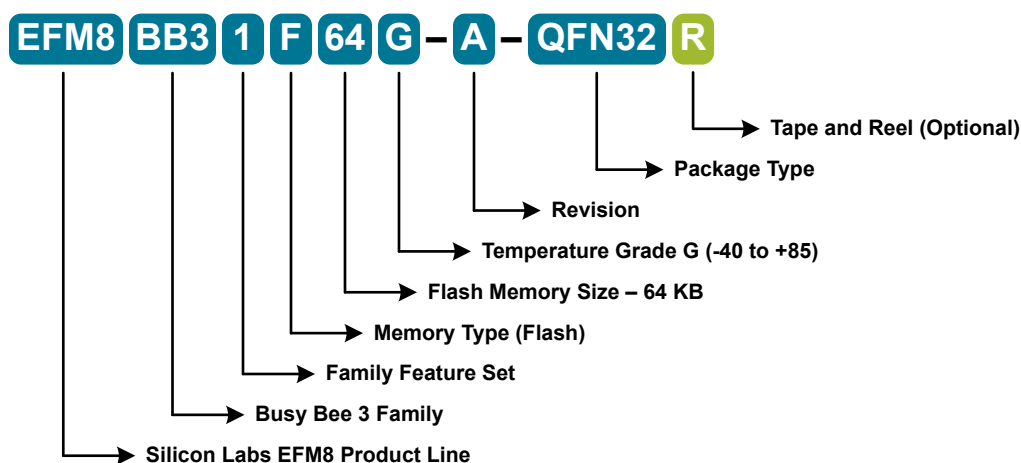 EFM8 BB3 1 F 64 G – A – QFN32 R
Tape and Reel (Optional)
Package Type
Revision
Temperature Grade G (-40 to +85)
Flash Memory Size – 64 KB
Memory Type (Flash)
Family Feature Set
Busy Bee 3 Family
Silicon Labs EFM8 Product Line